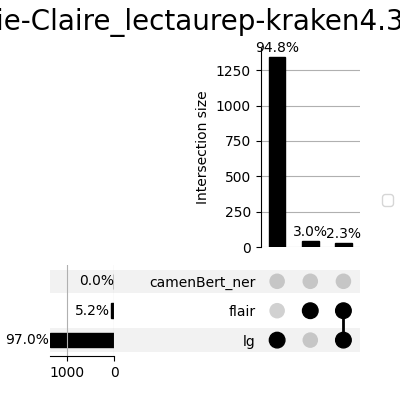 ie-Claire_lectaurep-kraken4.3
94.8%
1250
1000
750
500
250
0
Intersection size
3.0%
2.3%
0.0%
camenBert_ner
5.2%
flair
97.0%
lg
1000
0